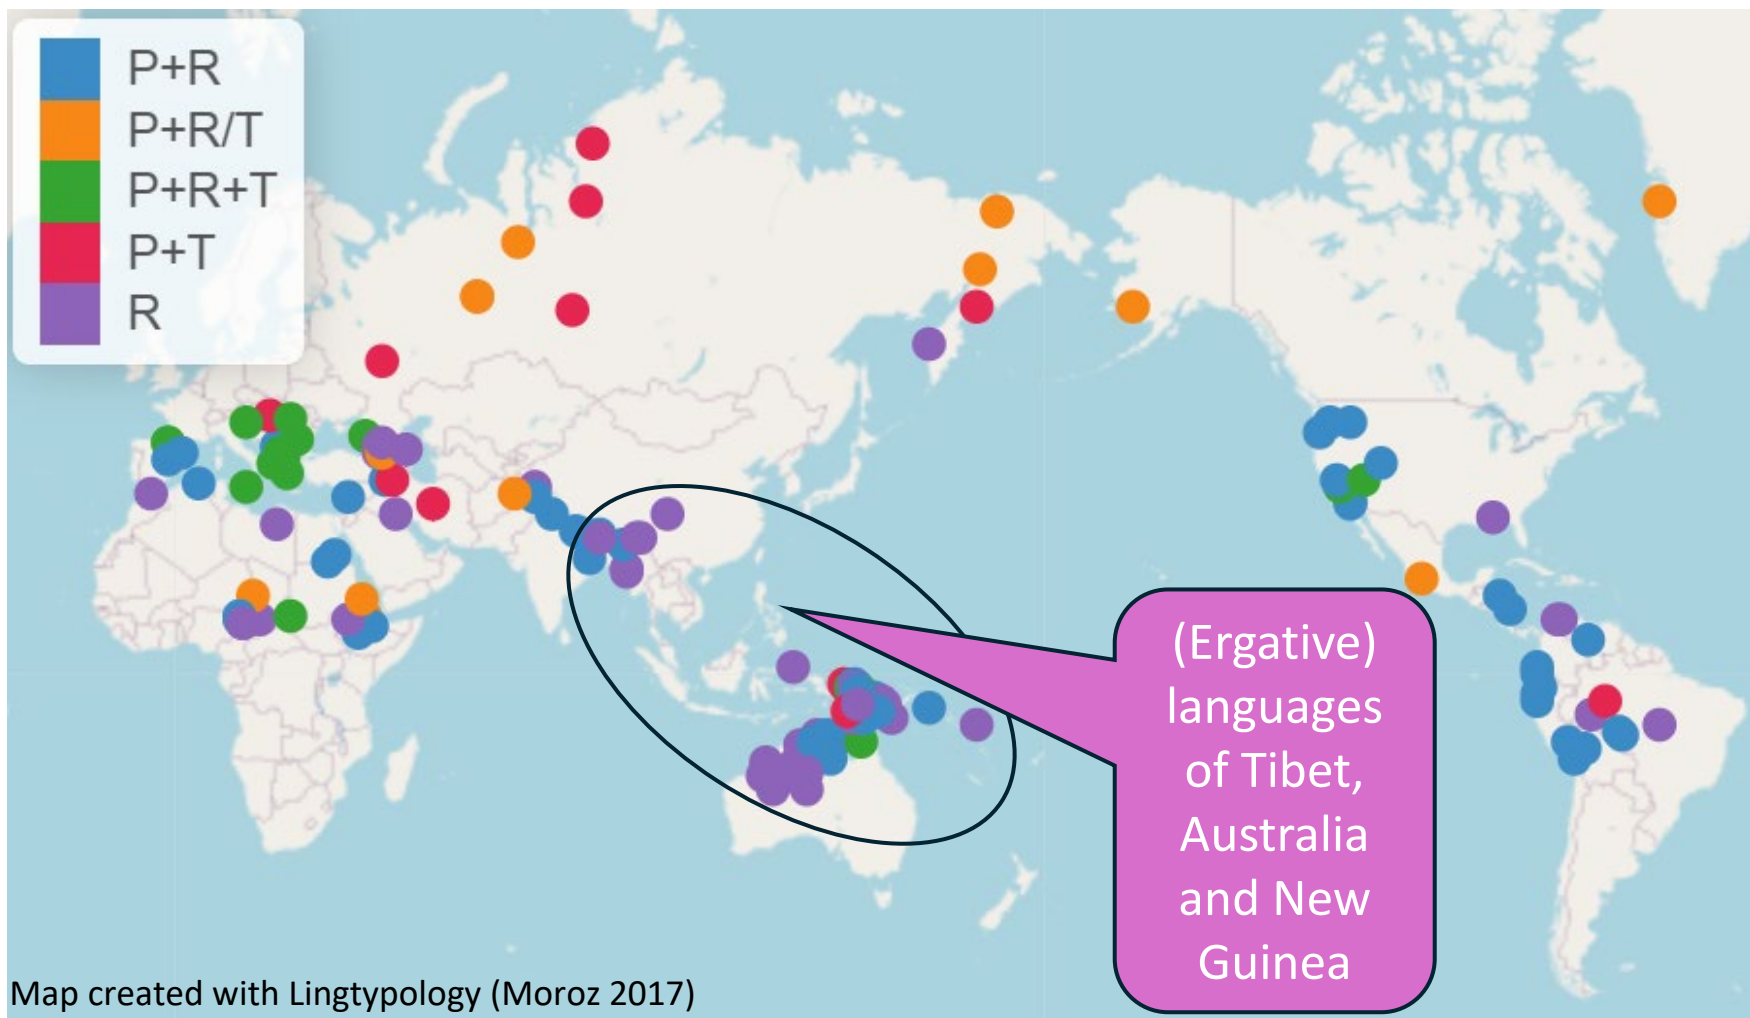 P+R
P+R/T
P+R+T
P+T
R
(Ergative)
languages
of Tibet,
Australia
and New
Guinea
Map created with Lingtypology (Moroz 2017)